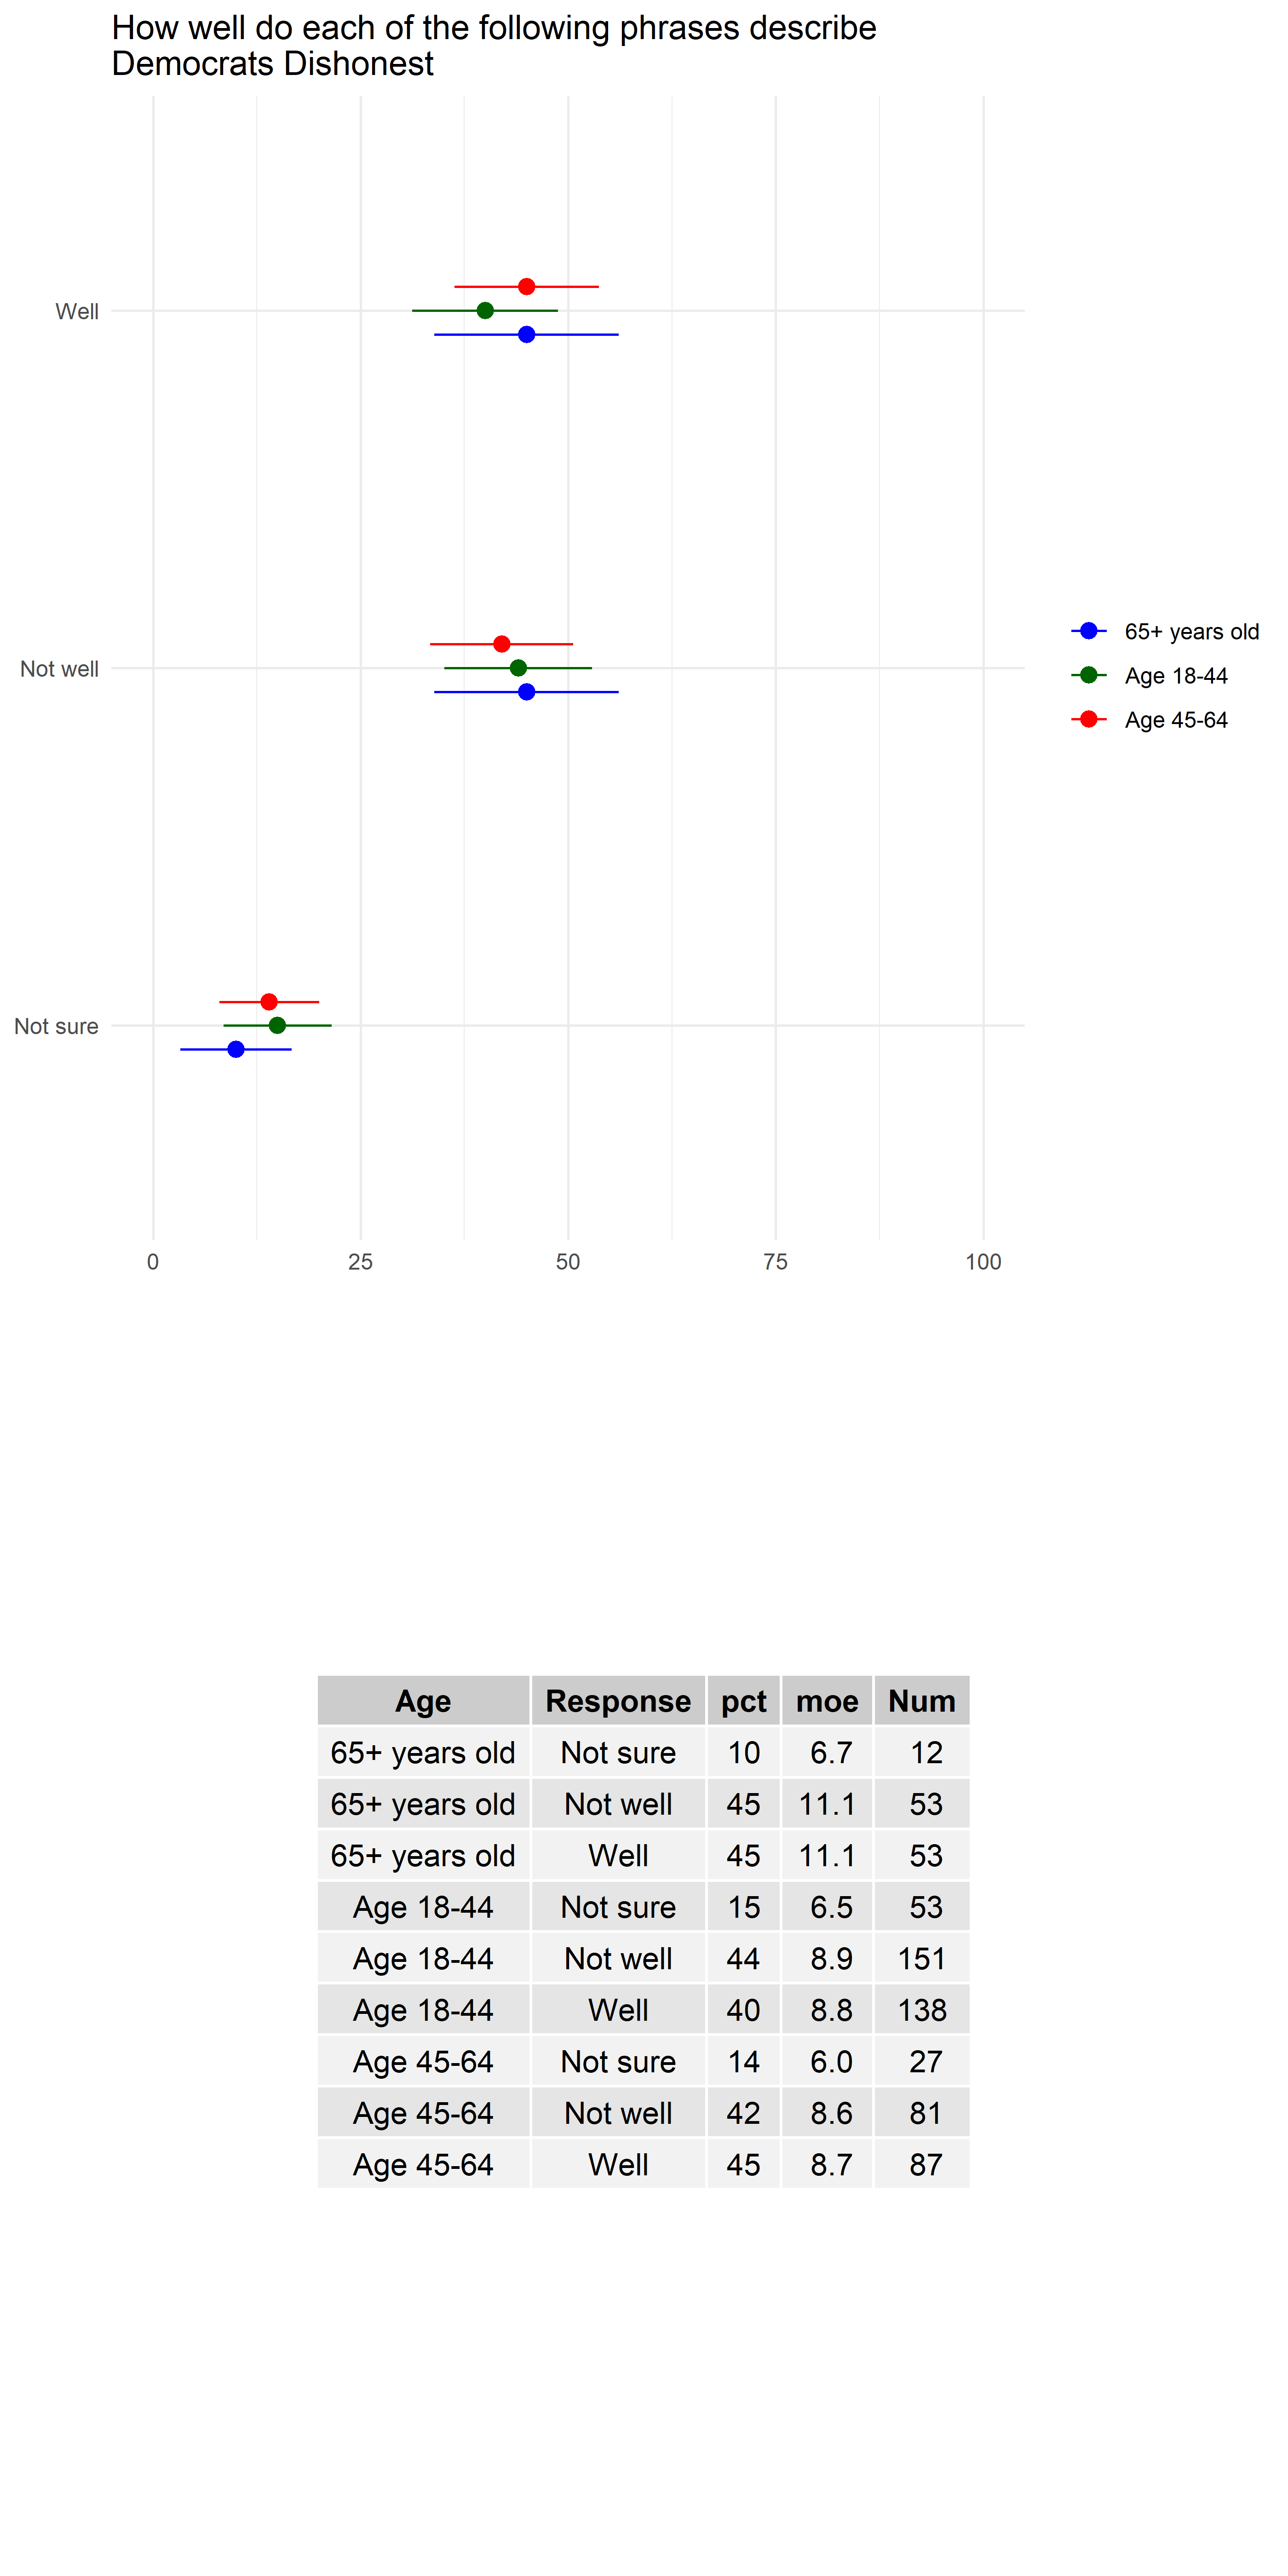 How well do each of the following phrases describe
Democrats Dishonest
Well
Not well
Not sure
65+ years old
Age 18-44
Age 45-64
0 25 50 75 100
Age Response pct moe Num
65+ years old Not sure 10 6.7 12
65+ years old Not well 45 11.1 53
65+ years old Well 45 11.1 53
Age 18-44 Not sure 15 6.5 53
Age 18-44 Not well 44 8.9 151
Age 18-44 Well 40 8.8 138
Age 45-64 Not sure 14 6.0 27
Age 45-64 Not well 42 8.6 81
Age 45-64 Well 45 8.7 87